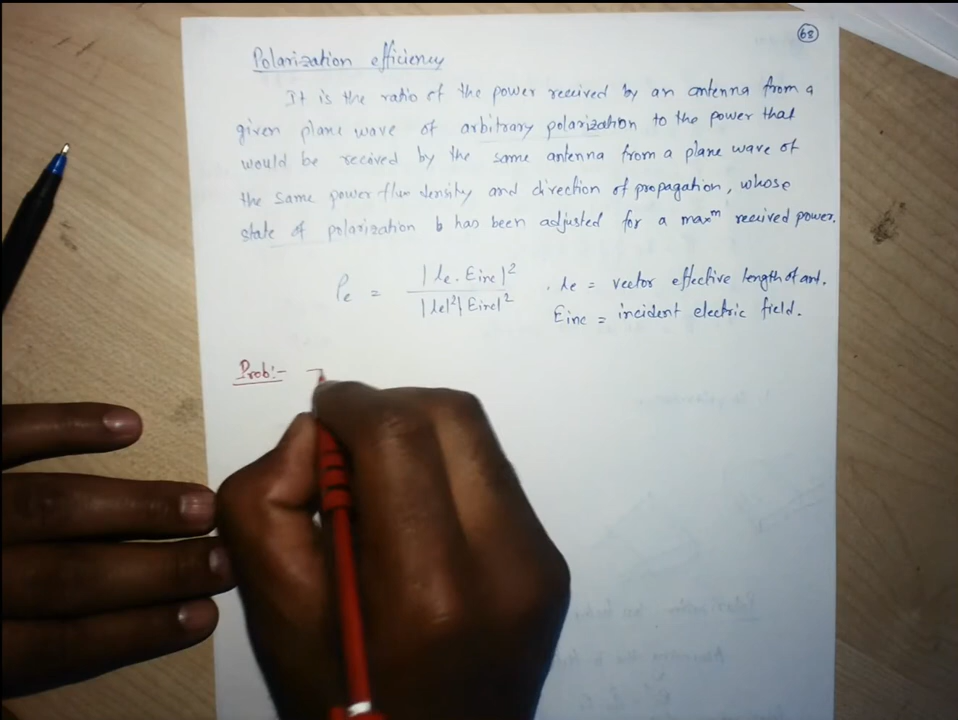 68
Polarization efficiency
It is the ratio of the power received by an antenna from a
given plane wave of arbitrary polarization to the power that
would be recived by the same antenna from a plane wave of
the same power flux density and direction of propagation, whose
state of polarization b has been adjusted for a maxᵐ received power.
Pe = |le. Einc|² / |le|²|Einc|² . le = vector effective length of ant.
Einc = incident electric field.
Prob:-